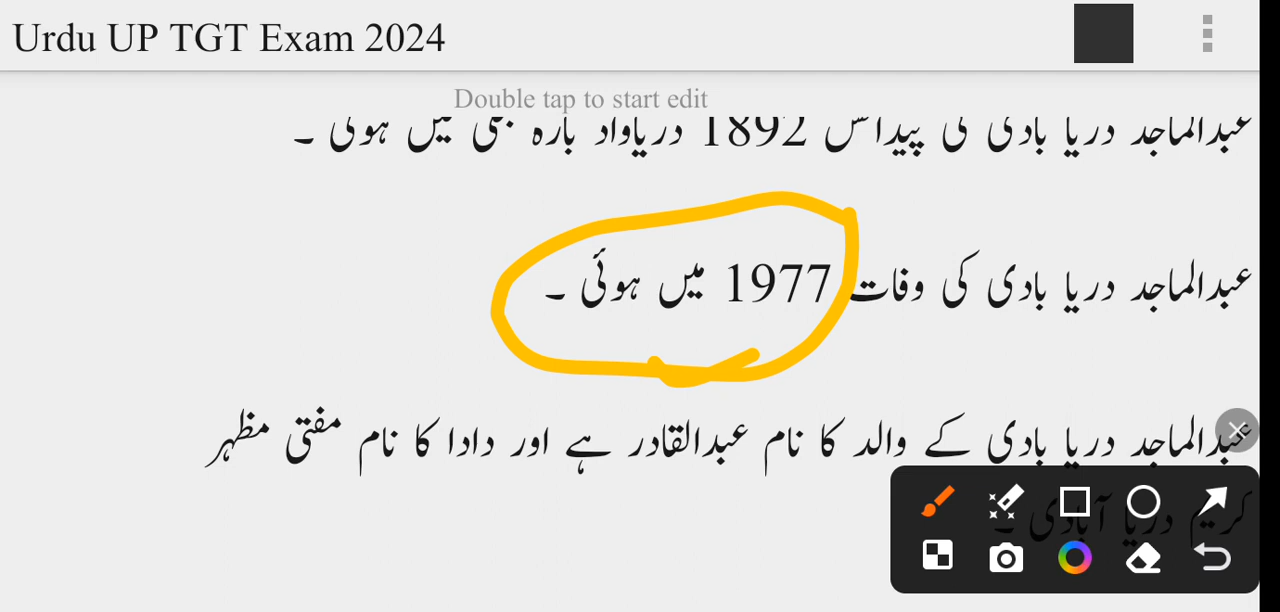 Urdu UP TGT Exam 2024
Double tap to start edit
عبدالماجد دریا بادی کی پیدائش 1892 دریاواد بارہ بنکی میں ہوئی ۔
عبدالماجد دریا بادی کی وفات 1977 میں ہوئی ۔
عبدالماجد دریا بادی کے والد کا نام عبدالقادر ہے اور دادا کا نام مفتی مظہر
کریم دریا آبادی ۔